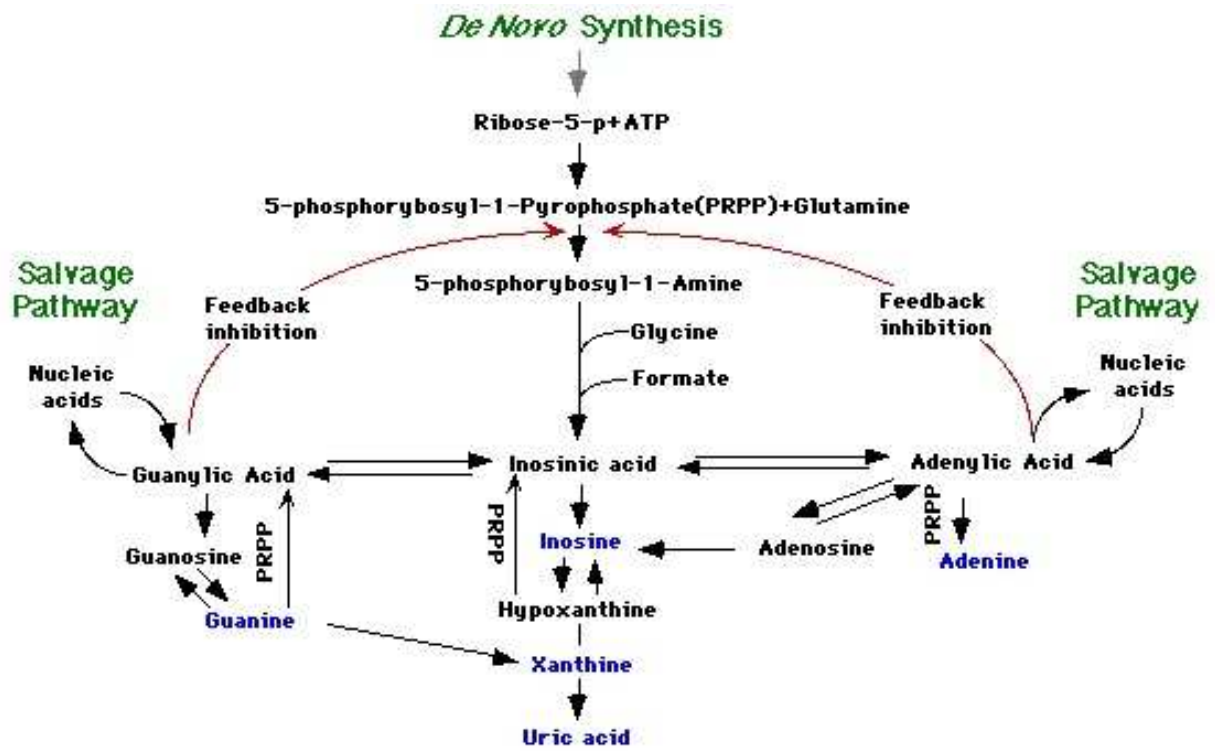 De Novo Synthesis
Ribose-5-p+ATP
5-phosphorybosyl-1-Pyrophosphate(PRPP)+Glutamine
Salvage
Pathway
5-phosphorybosyl-1-Amine
Salvage
Pathway
Feedback
inhibition
Feedback
inhibition
Glycine
Nucleic
acids
Formate
Nucleic
acids
Guanylic Acid
Inosinic acid
Adenylic Acid
PRPP
PRPP
PRPP
Guanosine
Inosine
Adenosine
Adenine
Guanine
Hypoxanthine
Xanthine
Uric acid